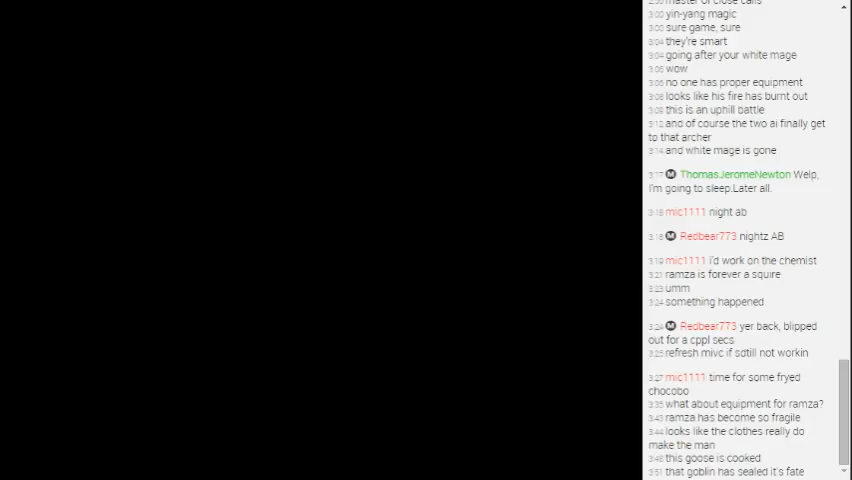 2:59 master of close calls
3:00 yin-yang magic
3:00 sure game, sure
3:04 they're smart
3:04 going after your white mage
3:05 wow
3:06 no one has proper equipment
3:08 looks like his fire has burnt out
3:09 this is an uphill battle
3:12 and of course the two ai finally get
to that archer
3:14 and white mage is gone
3:17 M ThomasJeromeNewton Welp,
I'm going to sleep.Later all.
3:18 mic1111 night ab
3:18 M Redbear773 nightz AB
3:19 mic1111 i'd work on the chemist
3:21 ramza is forever a squire
3:23 umm
3:24 something happened
3:24 M Redbear773 yer back, blipped
out for a cppl secs
3:25 refresh mivc if sdtill not workin
3:27 mic1111 time for some fryed
chocobo
3:35 what about equipment for ramza?
3:43 ramza has become so fragile
3:44 looks like the clothes really do
make the man
3:48 this goose is cooked
3:51 that goblin has sealed it's fate